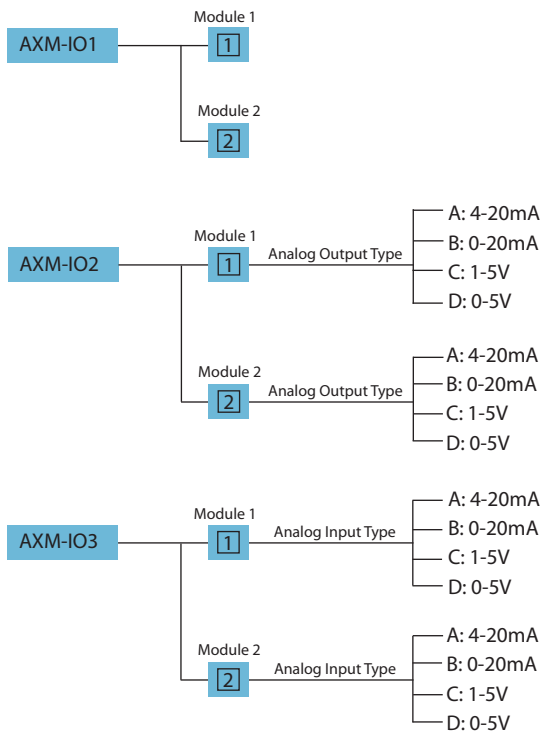 Module 1
AXM-IO1
1
Module 2
2
Module 1
AXM-IO2
1
Analog Output Type
A: 4-20mA
B: 0-20mA
C: 1-5V
D: 0-5V
Module 2
2
Analog Output Type
A: 4-20mA
B: 0-20mA
C: 1-5V
D: 0-5V
Module 1
AXM-IO3
1
Analog Input Type
A: 4-20mA
B: 0-20mA
C: 1-5V
D: 0-5V
Module 2
2
Analog Input Type
A: 4-20mA
B: 0-20mA
C: 1-5V
D: 0-5V